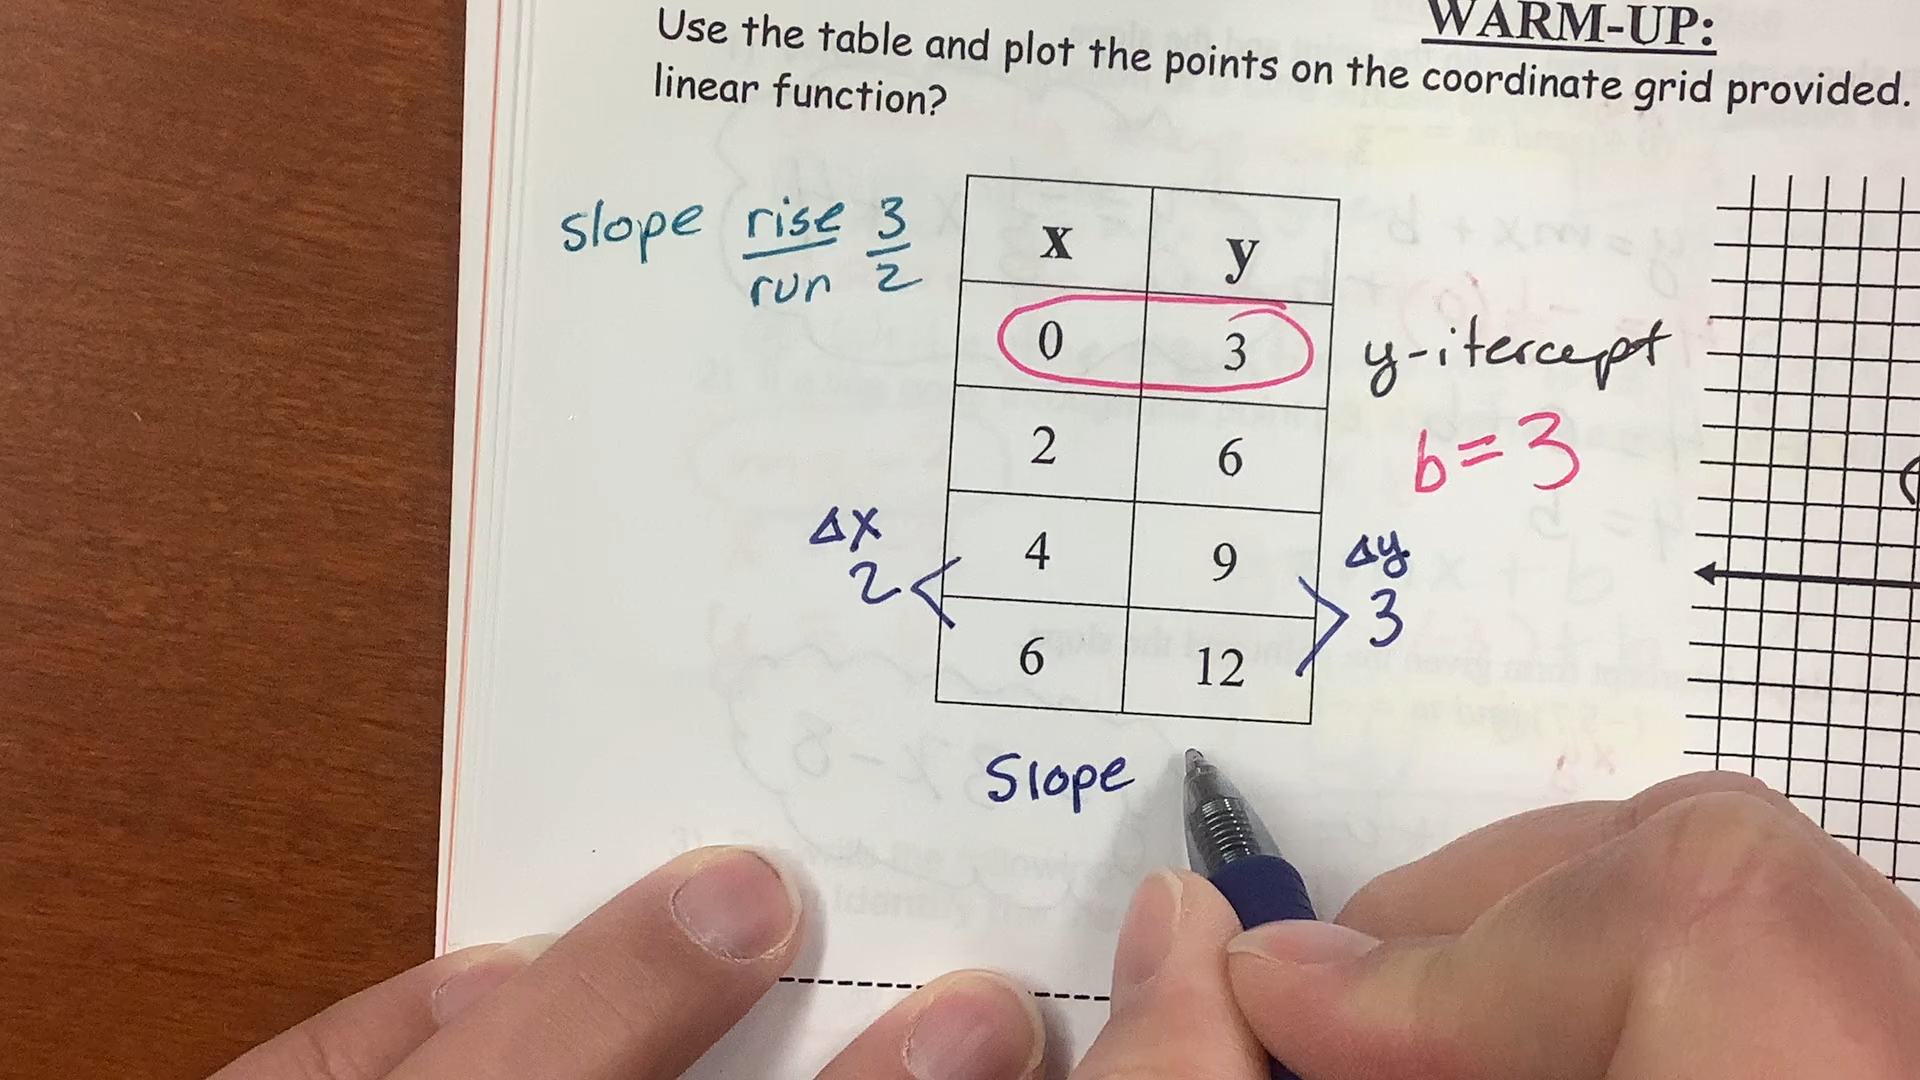 WARM-UP:
Use the table and plot the points on the coordinate grid provided.
linear function?
slope rise 3
run 2
x y
0 3
y-itercept
2 6
b=3
Δx
Δy
4 9
2
3
6 12
Slope